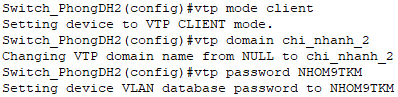 Switch_PhongDH2(config)#vtp mode client
Setting device to VTP CLIENT mode.
Switch_PhongDH2(config)#vtp domain chi_nhanh_2
Changing VTP domain name from NULL to chi_nhanh_2
Switch_PhongDH2(config)#vtp password NHOM9TKM
Setting device VLAN database password to NHOM9TKM